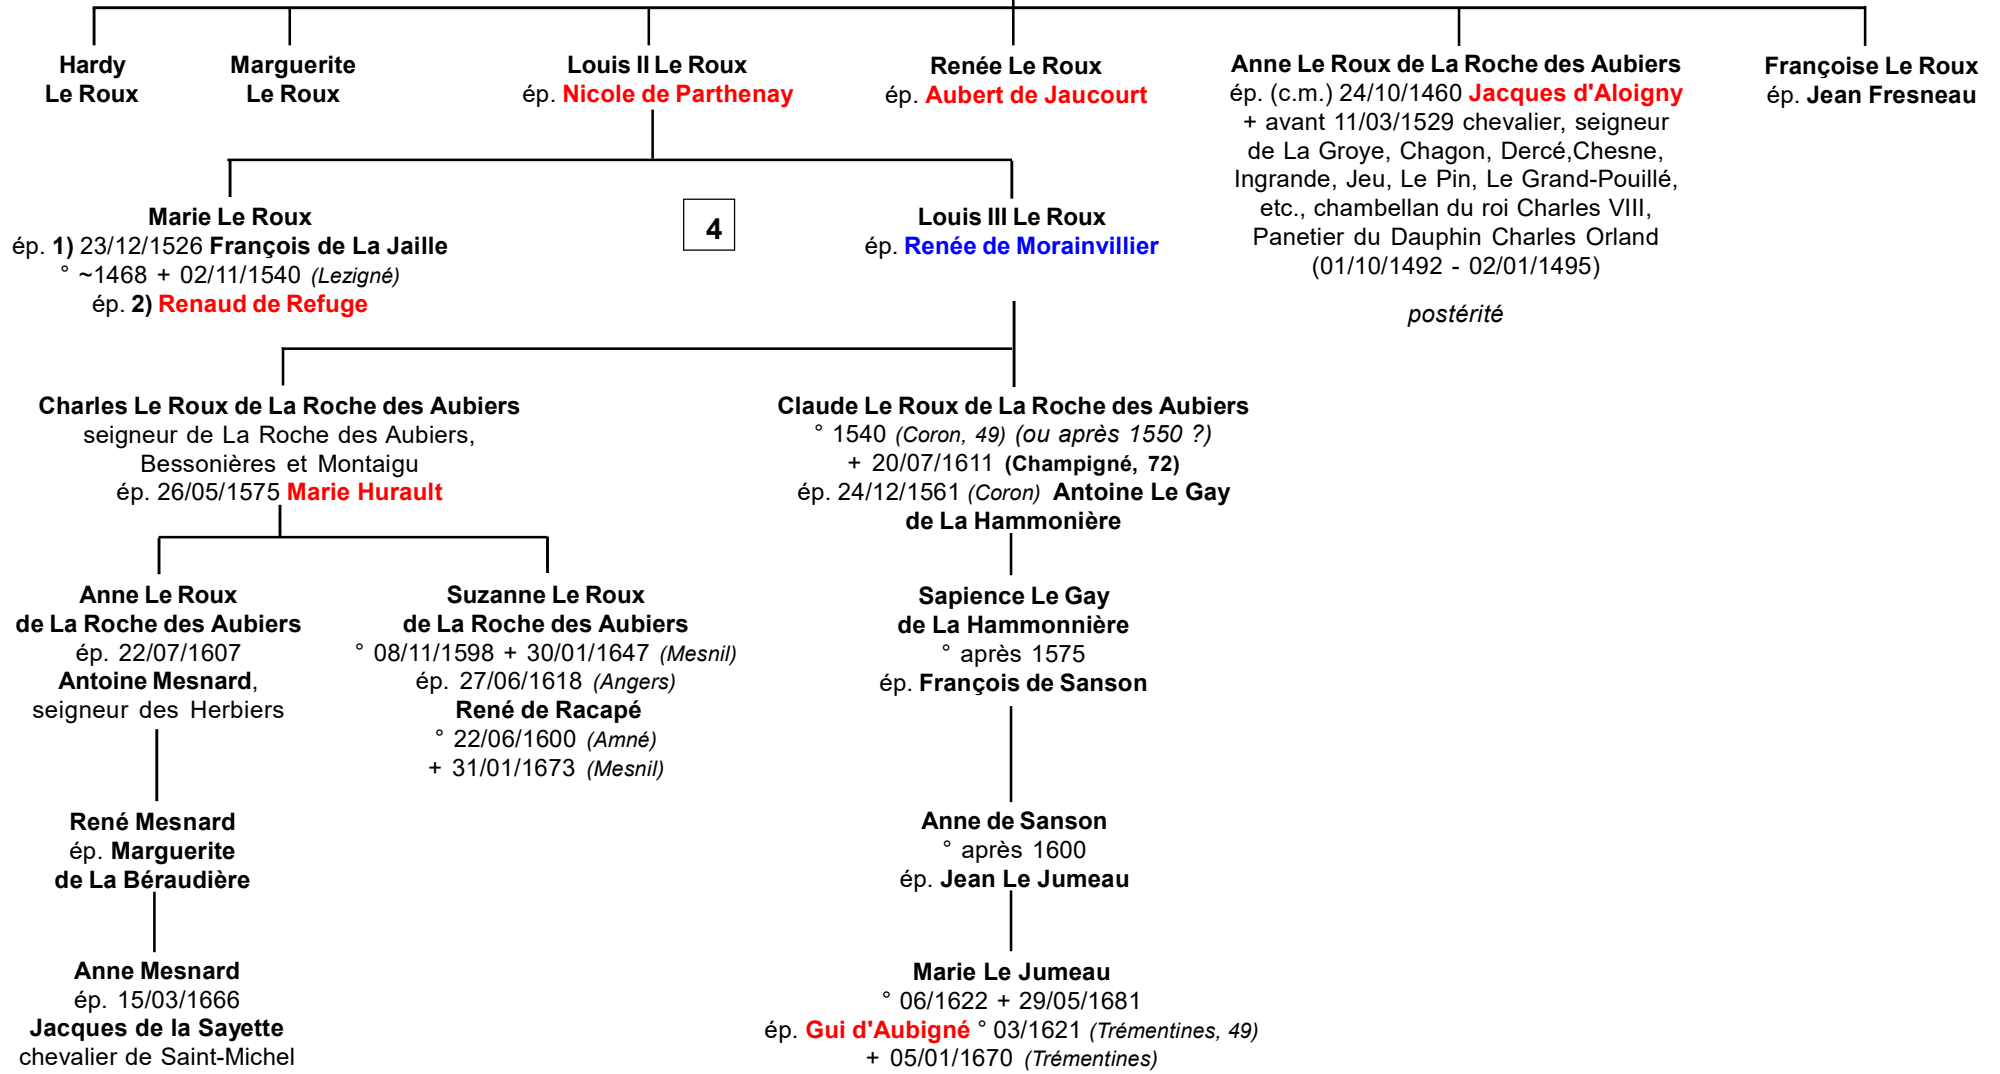 Hardy
Le Roux
Marguerite
Le Roux
Louis II Le Roux
ép. Nicole de Parthenay
Renée Le Roux
ép. Aubert de Jaucourt
Anne Le Roux de La Roche des Aubiers
ép. (c.m.) 24/10/1460 Jacques d'Aloigny
+ avant 11/03/1529 chevalier, seigneur
de La Groye, Chagon, Dercé,Chesne,
Ingrande, Jeu, Le Pin, Le Grand-Pouillé,
etc., chambellan du roi Charles VIII,
Panetier du Dauphin Charles Orland
(01/10/1492 - 02/01/1495)
postérité
Françoise Le Roux
ép. Jean Fresneau
Marie Le Roux
ép. 1) 23/12/1526 François de La Jaille
° ~1468 + 02/11/1540 (Lezigné)
ép. 2) Renaud de Refuge
4
Louis III Le Roux
ép. Renée de Morainvillier
Charles Le Roux de La Roche des Aubiers
seigneur de La Roche des Aubiers,
Bessonières et Montaigu
ép. 26/05/1575 Marie Hurault
Claude Le Roux de La Roche des Aubiers
° 1540 (Coron, 49) (ou après 1550 ?)
+ 20/07/1611 (Champigné, 72)
ép. 24/12/1561 (Coron) Antoine Le Gay
de La Hammonière
Anne Le Roux
de La Roche des Aubiers
ép. 22/07/1607
Antoine Mesnard,
seigneur des Herbiers
Suzanne Le Roux
de La Roche des Aubiers
° 08/11/1598 + 30/01/1647 (Mesnil)
ép. 27/06/1618 (Angers)
René de Racapé
° 22/06/1600 (Amné)
+ 31/01/1673 (Mesnil)
Sapience Le Gay
de La Hammonnière
° après 1575
ép. François de Sanson
René Mesnard
ép. Marguerite
de La Béraudière
Anne de Sanson
° après 1600
ép. Jean Le Jumeau
Anne Mesnard
ép. 15/03/1666
Jacques de la Sayette
chevalier de Saint-Michel
Marie Le Jumeau
° 06/1622 + 29/05/1681
ép. Gui d'Aubigné ° 03/1621 (Trémentines, 49)
+ 05/01/1670 (Trémentines)